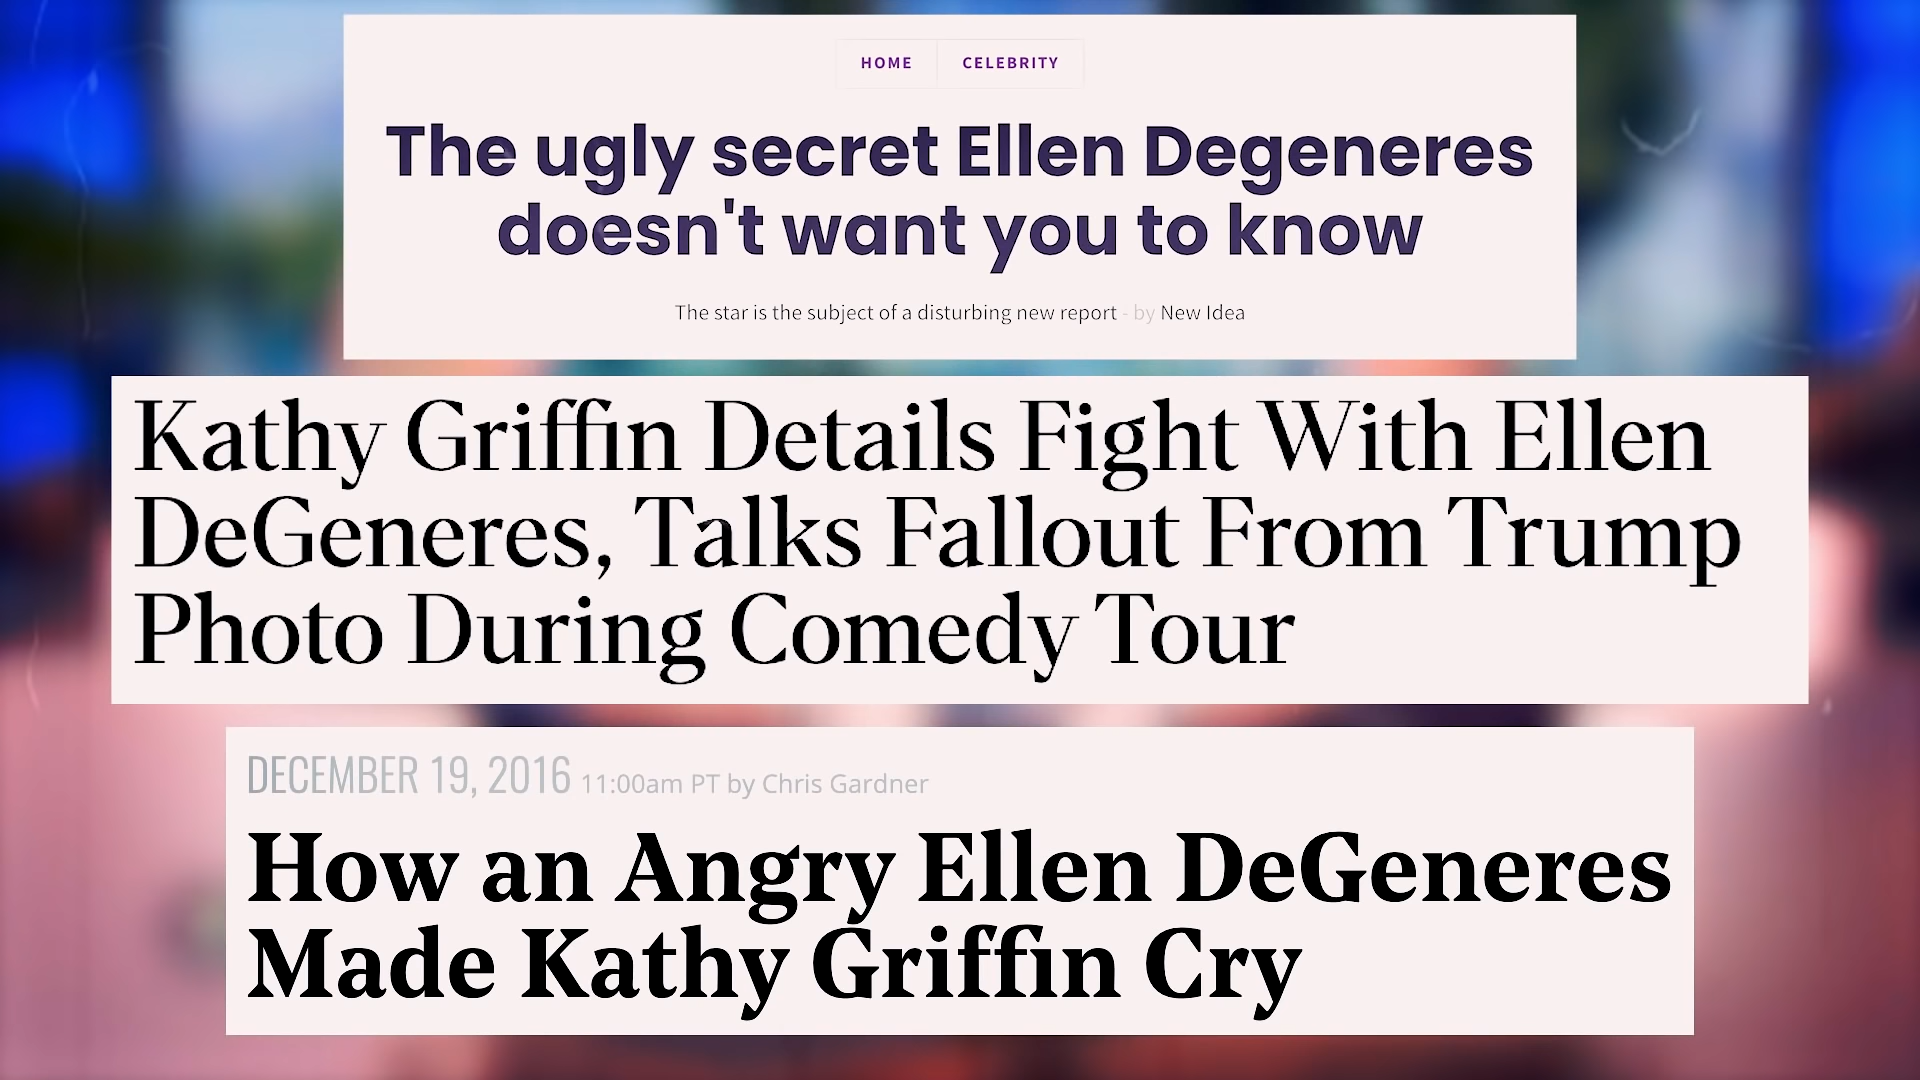 HOME CELEBRITY
The ugly secret Ellen Degeneres
doesn't want you to know
The star is the subject of a disturbing new report - by New Idea
Kathy Griffin Details Fight With Ellen
DeGeneres, Talks Fallout From Trump
Photo During Comedy Tour
DECEMBER 19, 2016 11:00am PT by Chris Gardner
How an Angry Ellen DeGeneres
Made Kathy Griffin Cry